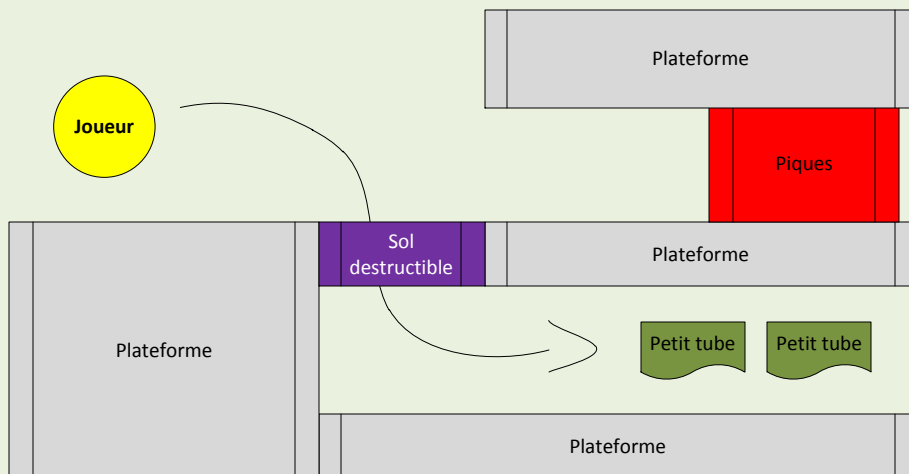 Plateforme
Joueur
Piques
Sol
destructible
Plateforme
Plateforme
Petit tube
Petit tube
Plateforme